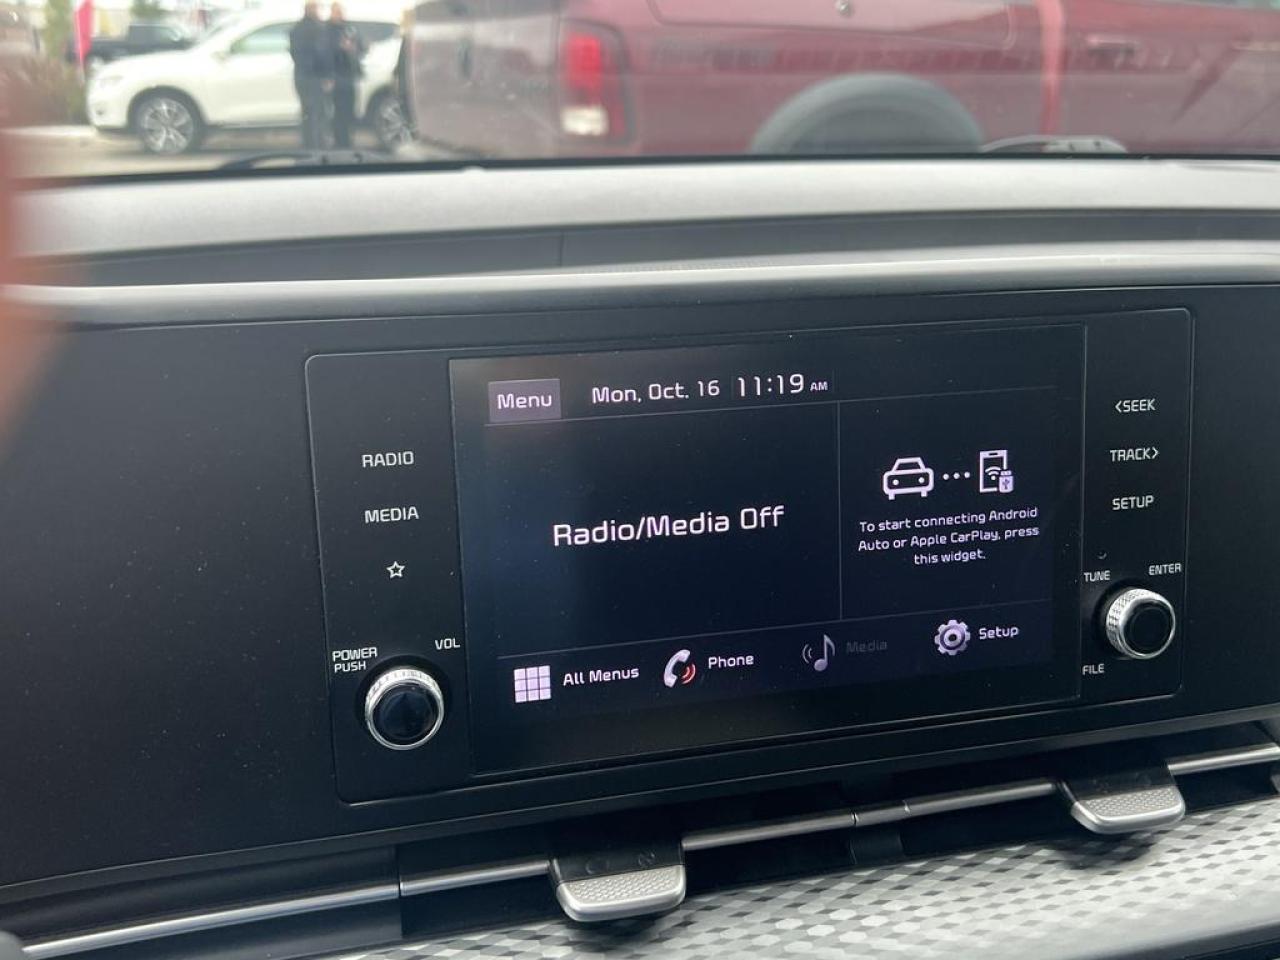 Menu
Mon, Oct. 16 11:19 AM
RADIO
MEDIA
POWER
PUSH
VOL
Radio/Media Off
To start connecting Android
Auto or Apple CarPlay, press
this widget.
All Menus
Phone
Media
Setup
<SEEK
TRACK>
SETUP
TUNE
ENTER
FILE